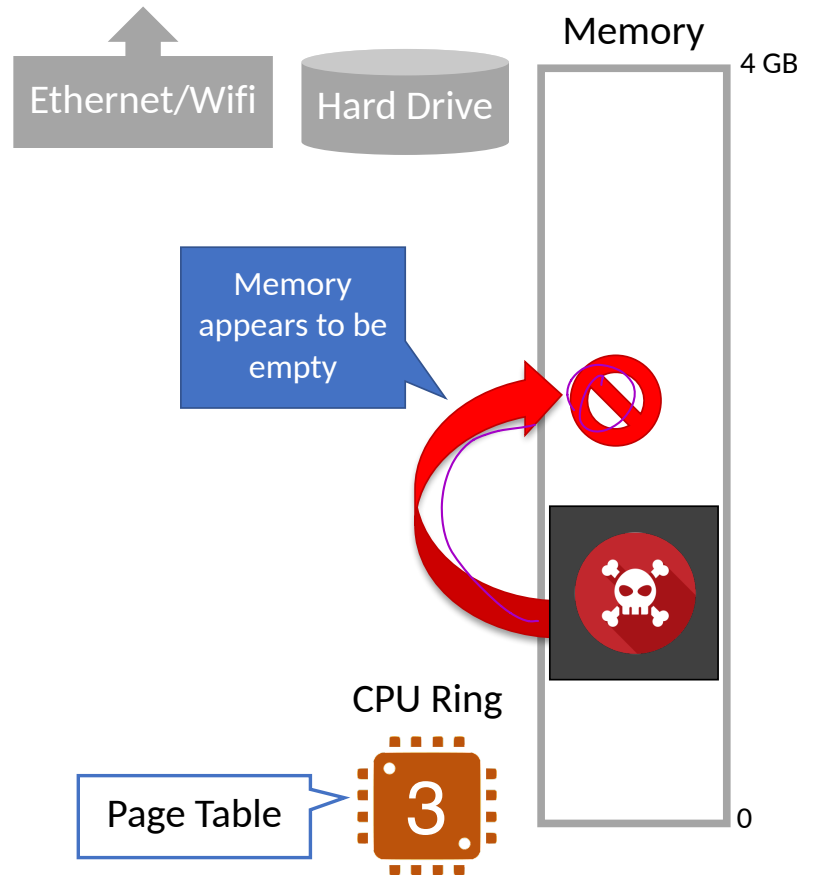 Memory
4 GB
Ethernet/Wifi
Hard Drive
Memory
appears to be
empty
CPU Ring
3
Page Table
0